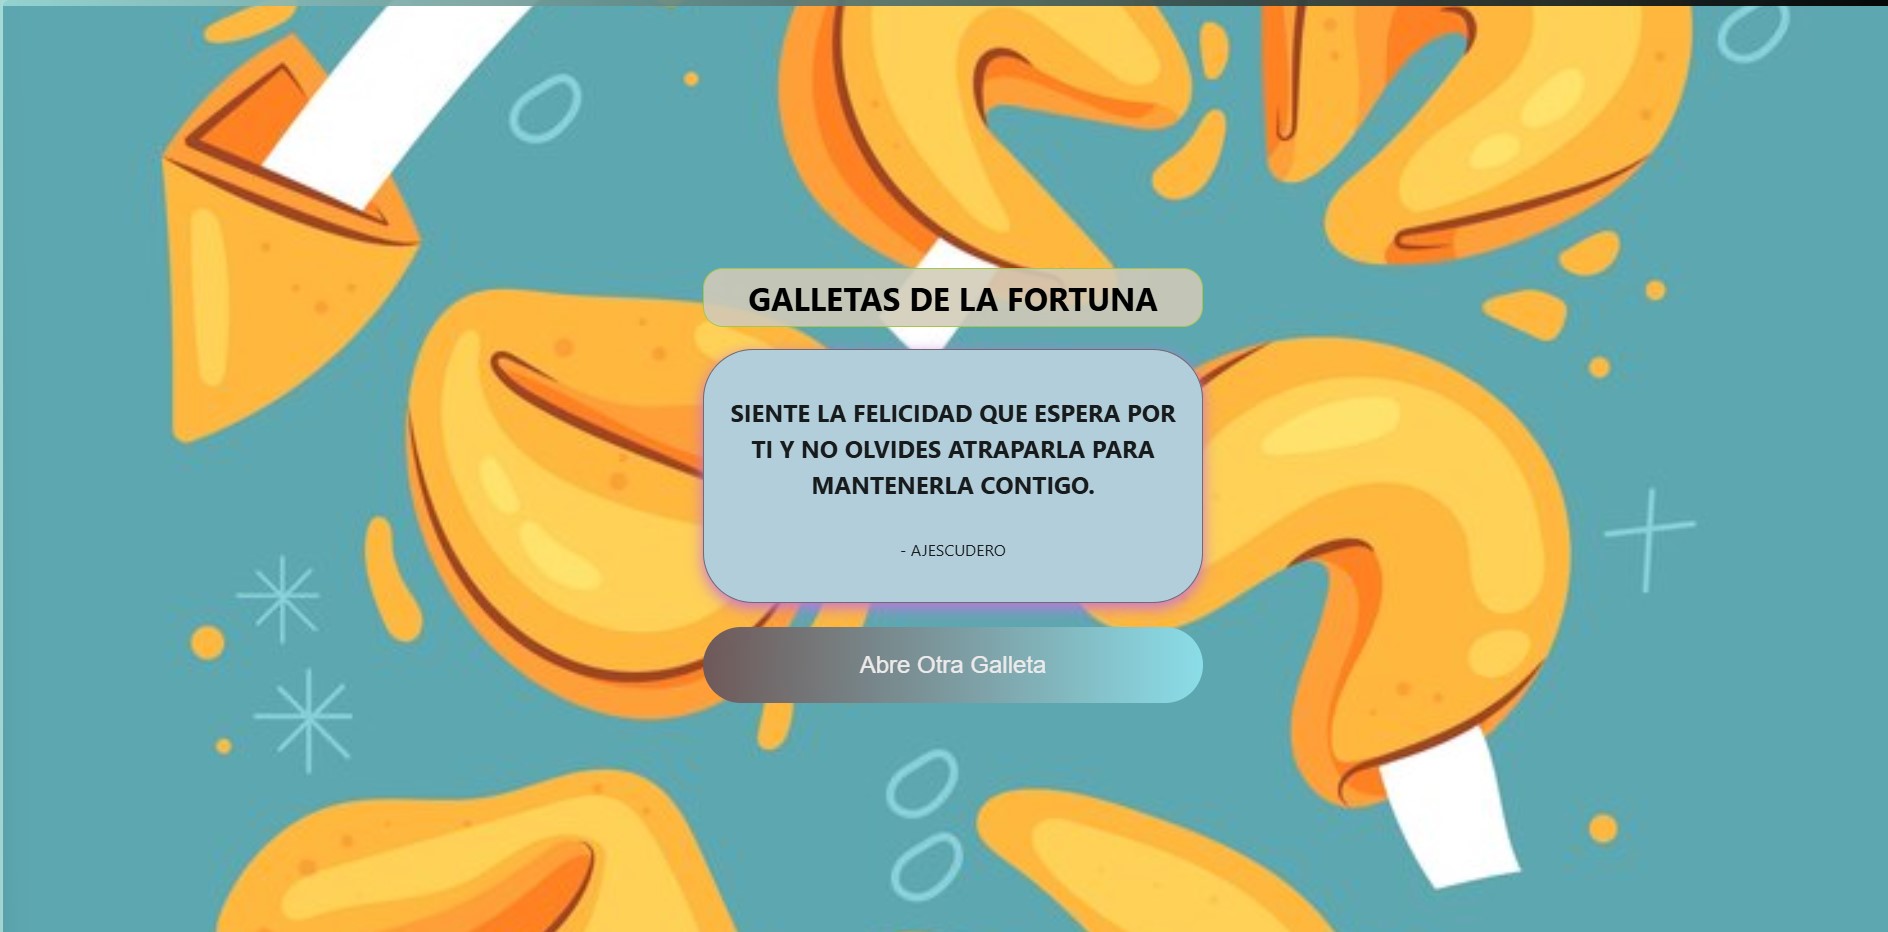 GALLETAS DE LA FORTUNA
SIENTE LA FELICIDAD QUE ESPERA POR
TI Y NO OLVIDES ATRAPARLA PARA
MANTENERLA CONTIGO.
- AJESCUDERO
Abre Otra Galleta